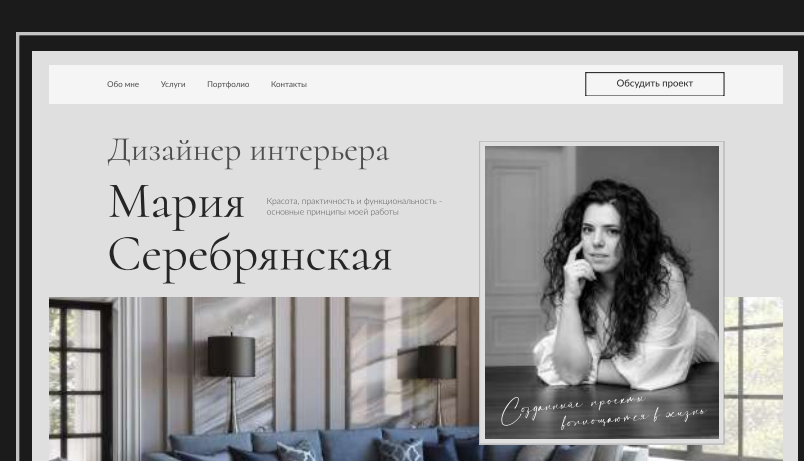 Обо мне Услуги Портфолио Контакты Обсудить проект
Дизайнер интерьера
Мария
Красота, практичность и функциональность -
основные принципы моей работы
Серебрянская
Созданные проекты
воплощаются в жизнь